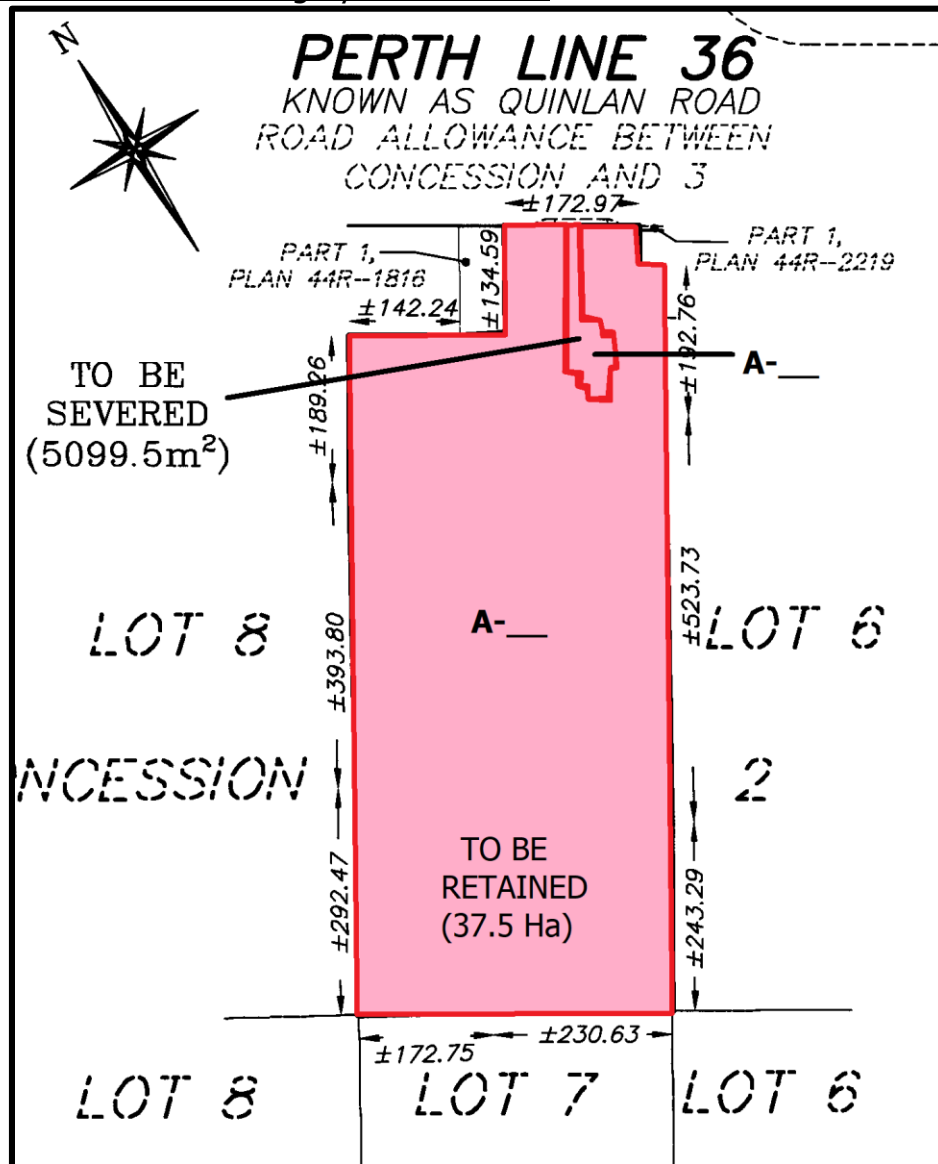 N
PERTH LINE 36
KNOWN AS QUINLAN ROAD
ROAD ALLOWANCE BETWEEN
CONCESSION AND 3
±172.97
PART 1,
PLAN 44R--1816
PART 1,
PLAN 44R--2219
±134.59
±142.24
±192.76
A-__
TO BE
SEVERED
(5099.5m²)
±189.26
±523.73
LOT 8
±393.80
A-__
LOT 6
NCESSION
2
TO BE
RETAINED
(37.5 Ha)
±292.47
±243.29
±172.75
±230.63
LOT 8
LOT 7
LOT 6